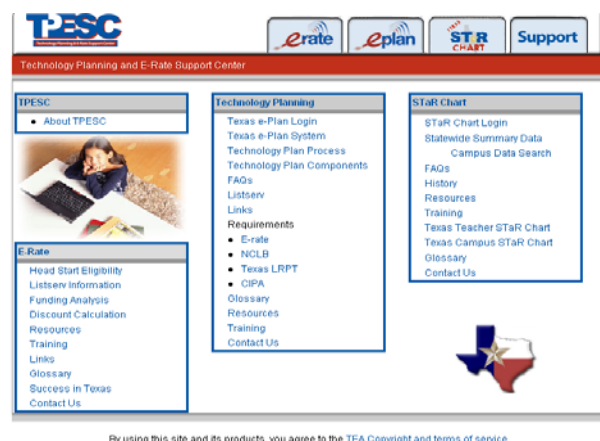 TPESC
Technology Planning and E-Rate Support Center
erate
eplan
TEXAS
STaR
CHART
Support
Technology Planning and E-Rate Support Center
TPESC
About TPESC
E-Rate
Head Start Eligibility
Listserv Information
Funding Analysis
Discount Calculation
Resources
Training
Links
Glossary
Success in Texas
Contact Us
Technology Planning
Texas e-Plan Login
Texas e-Plan System
Technology Plan Process
Technology Plan Components
FAQs
Listserv
Links
Requirements
E-rate
NCLB
Texas LRPT
CIPA
Glossary
Resources
Training
Contact Us
STaR Chart
STaR Chart Login
Statewide Summary Data
Campus Data Search
FAQs
History
Resources
Training
Texas Teacher STaR Chart
Texas Campus STaR Chart
Glossary
Contact Us
By using this site and its products, you agree to the TEA Copyright and terms of service